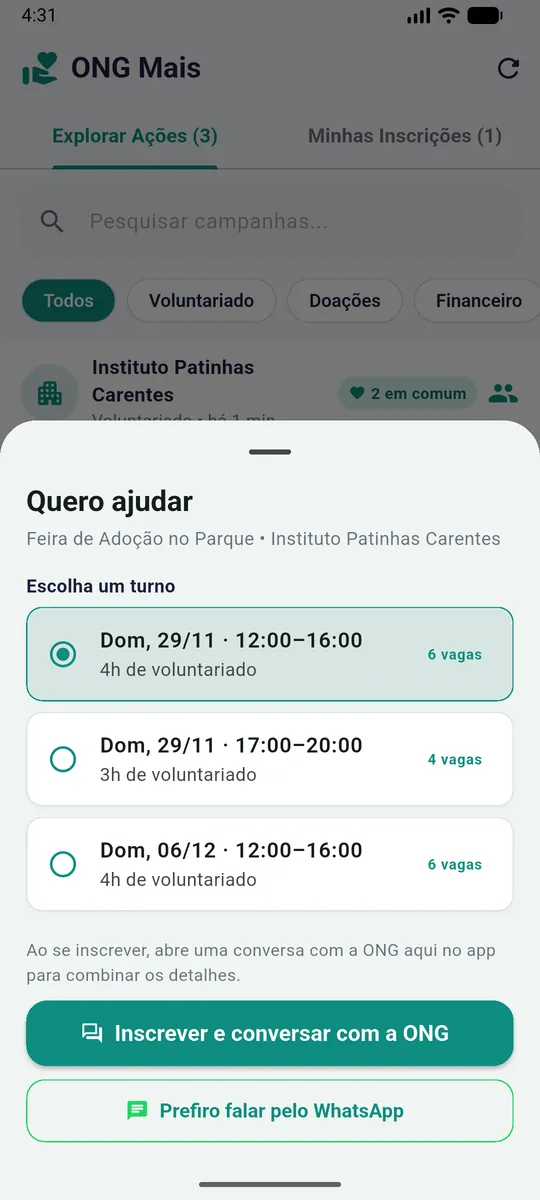 4:31
ONG Mais
Explorar Ações (3)
Minhas Inscrições (1)
Pesquisar campanhas...
Todos
Voluntariado
Doações
Financeiro
Instituto Patinhas
Carentes
2 em comum
Voluntariado • há 1 min
Quero ajudar
Feira de Adoção no Parque • Instituto Patinhas Carentes
Escolha um turno
Dom, 29/11 · 12:00–16:00
4h de voluntariado
6 vagas
Dom, 29/11 · 17:00–20:00
3h de voluntariado
4 vagas
Dom, 06/12 · 12:00–16:00
4h de voluntariado
6 vagas
Ao se inscrever, abre uma conversa com a ONG aqui no app
para combinar os detalhes.
Inscrever e conversar com a ONG
Prefiro falar pelo WhatsApp